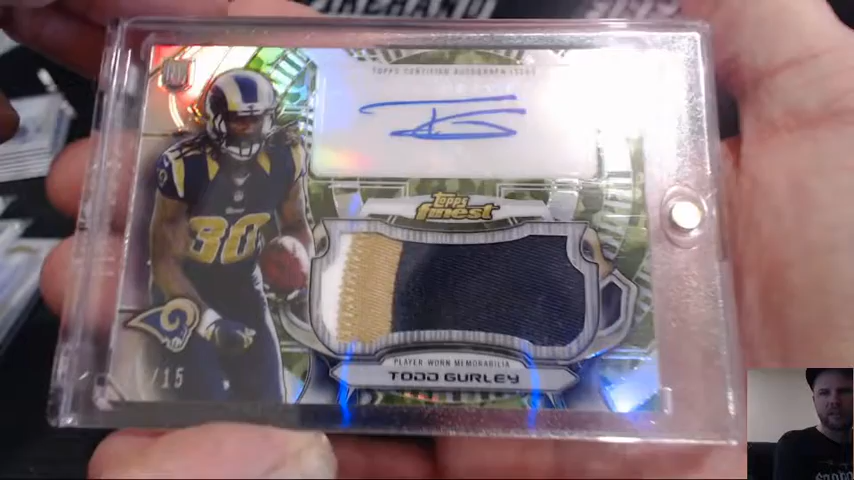 TOPPS CERTIFIED AUTOGRAPH ISSUE
30
TOPPS
finest
PLAYER-WORN MEMORABILIA
TODD GURLEY
/15